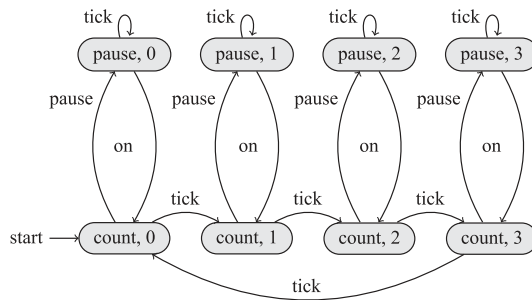 tick tick tick tick
pause, 0 pause, 1 pause, 2 pause, 3
pause pause pause pause
on on on on
tick tick tick
start count, 0 count, 1 count, 2 count, 3
tick